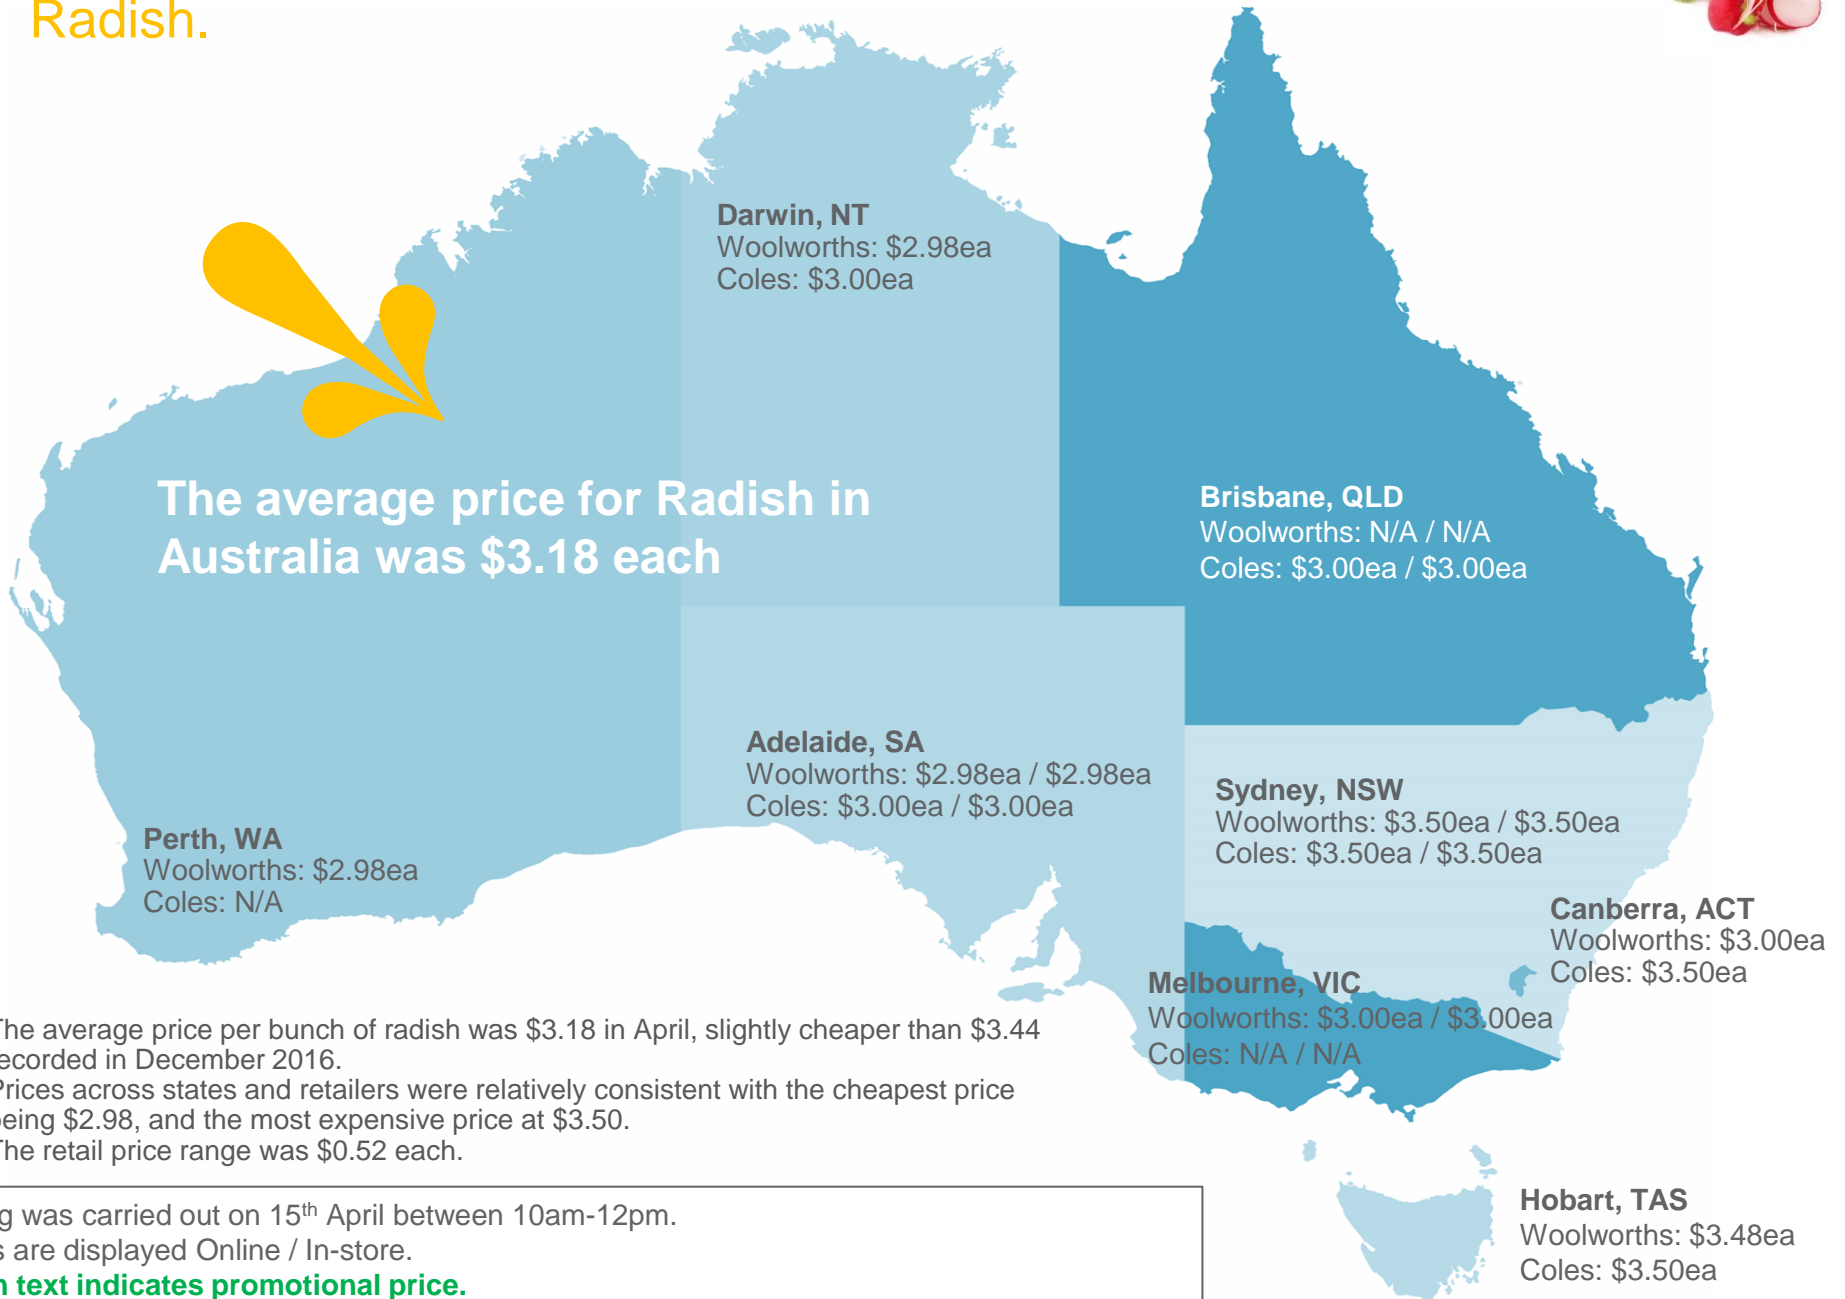 Radish.
Darwin, NT
Woolworths: $2.98ea
Coles: $3.00ea
The average price for Radish in
Australia was $3.18 each
Brisbane, QLD
Woolworths: N/A / N/A
Coles: $3.00ea / $3.00ea
Adelaide, SA
Woolworths: $2.98ea / $2.98ea
Coles: $3.00ea / $3.00ea
Sydney, NSW
Woolworths: $3.50ea / $3.50ea
Coles: $3.50ea / $3.50ea
Perth, WA
Woolworths: $2.98ea
Coles: N/A
Canberra, ACT
Woolworths: $3.00ea
Coles: $3.50ea
Melbourne, VIC
Woolworths: $3.00ea / $3.00ea
Coles: N/A / N/A
The average price per bunch of radish was $3.18 in April, slightly cheaper than $3.44
ecorded in December 2016.
Prices across states and retailers were relatively consistent with the cheapest price
eing $2.98, and the most expensive price at $3.50.
The retail price range was $0.52 each.
g was carried out on 15th April between 10am-12pm.
s are displayed Online / In-store.
n text indicates promotional price.
Hobart, TAS
Woolworths: $3.48ea
Coles: $3.50ea